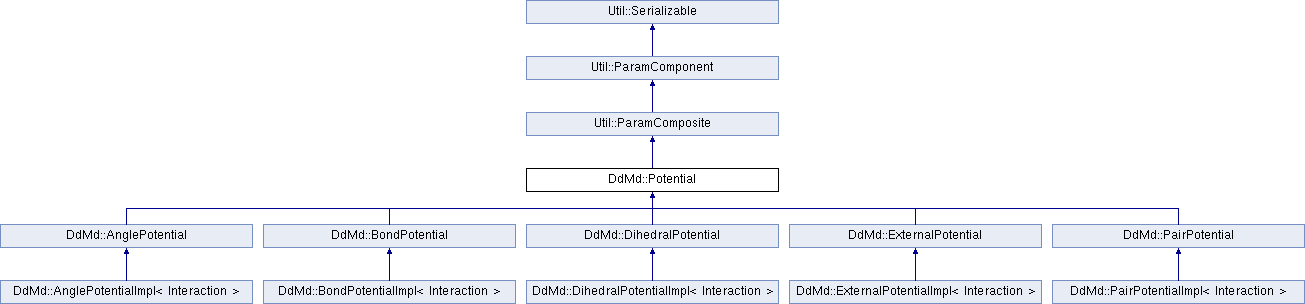 Util::Serializable
Util::ParamComponent
Util::ParamComposite
DdMd::Potential
DdMd::AnglePotential
DdMd::BondPotential
DdMd::DihedralPotential
DdMd::ExternalPotential
DdMd::PairPotential
DdMd::AnglePotentialImpl< Interaction >
DdMd::BondPotentialImpl< Interaction >
DdMd::DihedralPotentialImpl< Interaction >
DdMd::ExternalPotentialImpl< Interaction >
DdMd::PairPotentialImpl< Interaction >